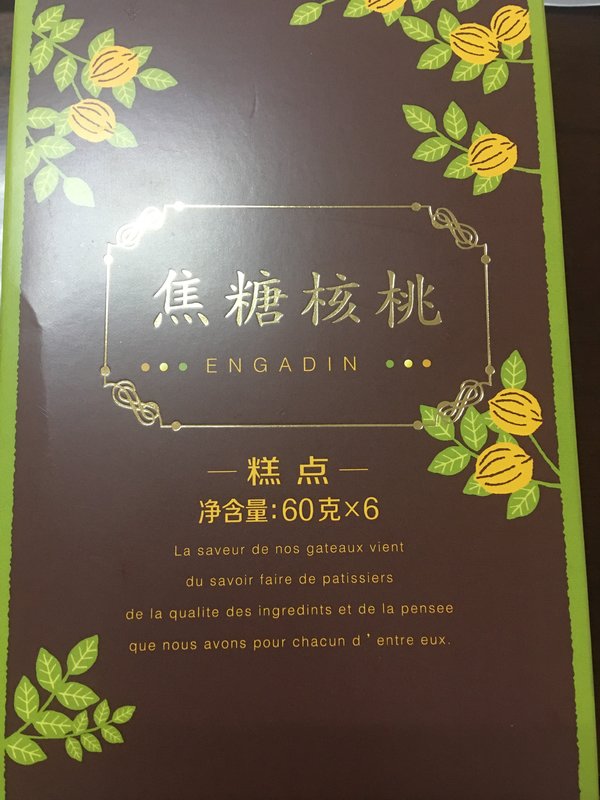 焦糖核桃
ENGADIN
糕点
净含量:60克×6
La saveur de nos gateaux vient
du savoir faire de patissiers
de la qualite des ingredints et de la pensee
que nous avons pour chacun d’entre eux.